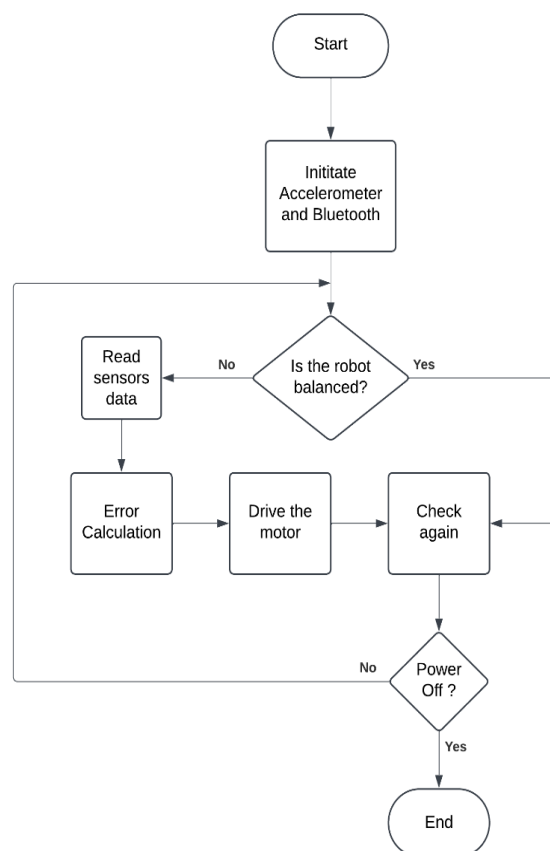 Start
Inititate
Accelerometer
and Bluetooth
Is the robot
balanced?
No
Yes
Read
sensors
data
Error
Calculation
Drive the
motor
Check
again
Power
Off ?
No
Yes
End